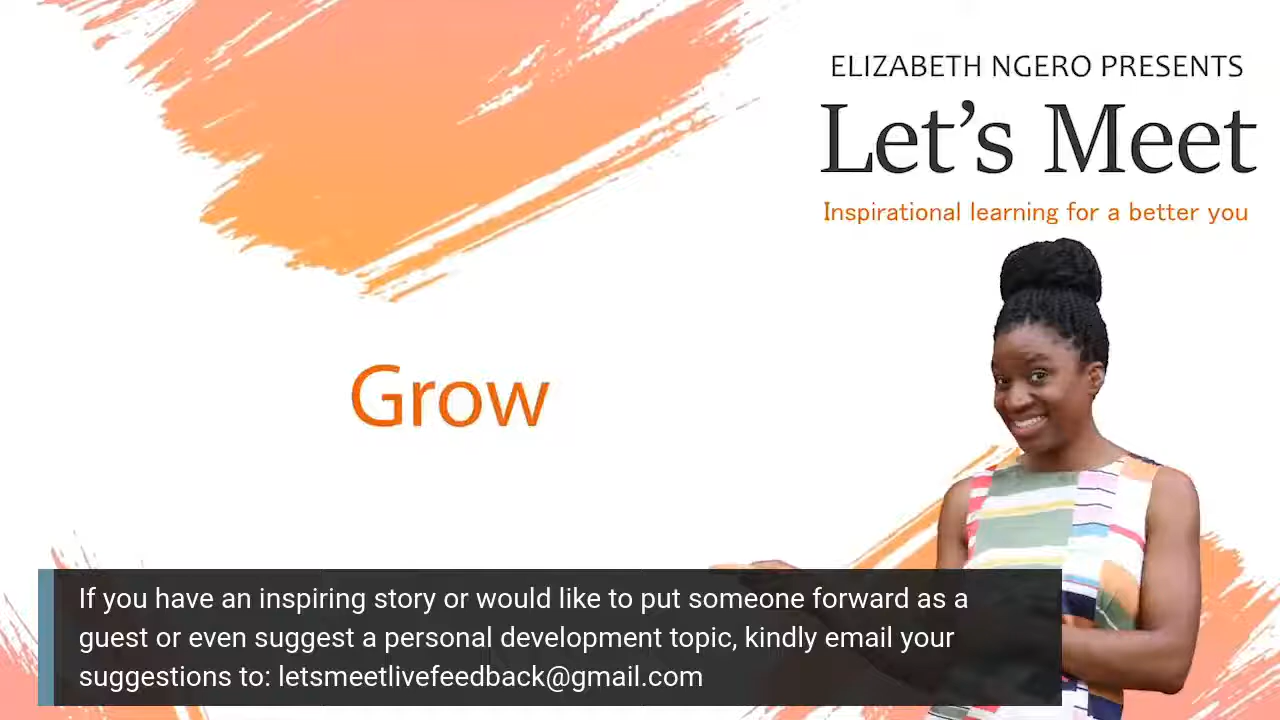 ELIZABETH NGERO PRESENTS
Let’s Meet
Inspirational learning for a better you
Grow
If you have an inspiring story or would like to put someone forward as a
guest or even suggest a personal development topic, kindly email your
suggestions to: letsmeetlivefeedback@gmail.com